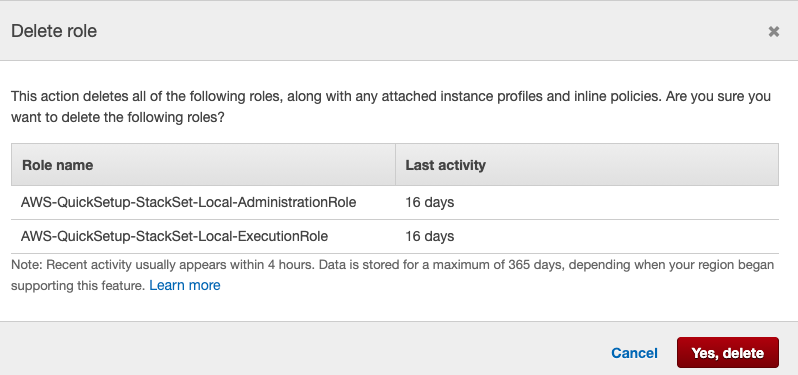 Delete role
This action deletes all of the following roles, along with any attached instance profiles and inline policies. Are you sure you
want to delete the following roles?
Role name Last activity
AWS-QuickSetup-StackSet-Local-AdministrationRole 16 days
AWS-QuickSetup-StackSet-Local-ExecutionRole 16 days
Note: Recent activity usually appears within 4 hours. Data is stored for a maximum of 365 days, depending when your region began
supporting this feature. Learn more
Cancel Yes, delete